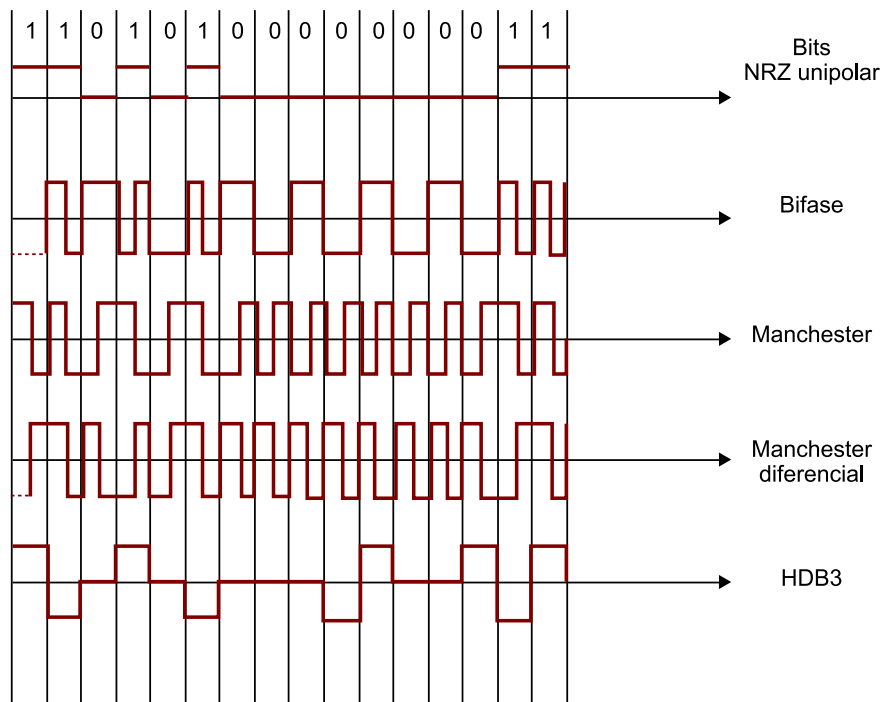 1 1 0 1 0 1 0 0 0 0 0 0 0 0 1 1
Bits
NRZ unipolar
Bifase
Manchester
Manchester
diferencial
HDB3